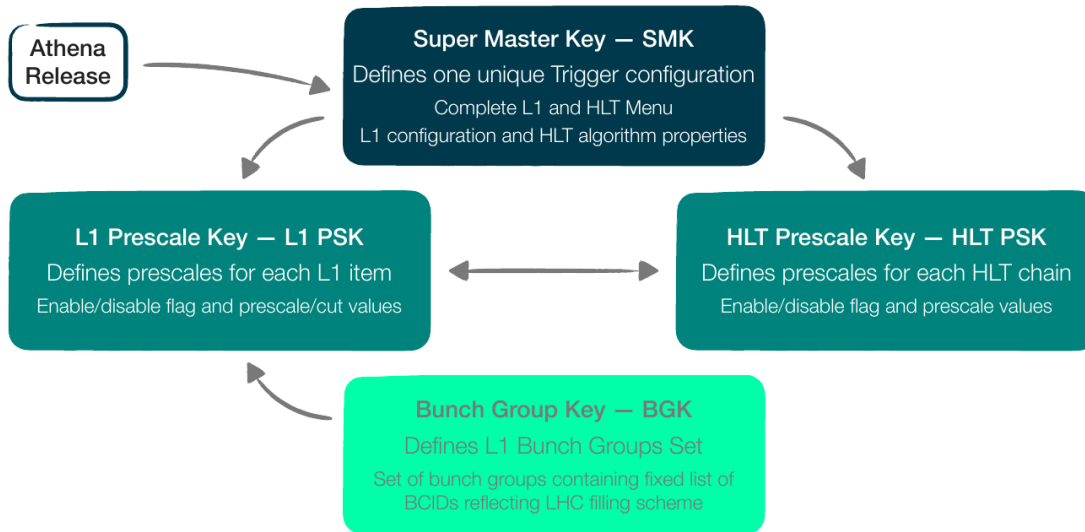 Athena
Release
Super Master Key — SMK
Defines one unique Trigger configuration
Complete L1 and HLT Menu
L1 configuration and HLT algorithm properties
L1 Prescale Key — L1 PSK
Defines prescales for each L1 item
Enable/disable flag and prescale/cut values
HLT Prescale Key — HLT PSK
Defines prescales for each HLT chain
Enable/disable flag and prescale values
Bunch Group Key — BGK
Defines L1 Bunch Groups Set
Set of bunch groups containing fixed list of
BCIDs reflecting LHC filling scheme